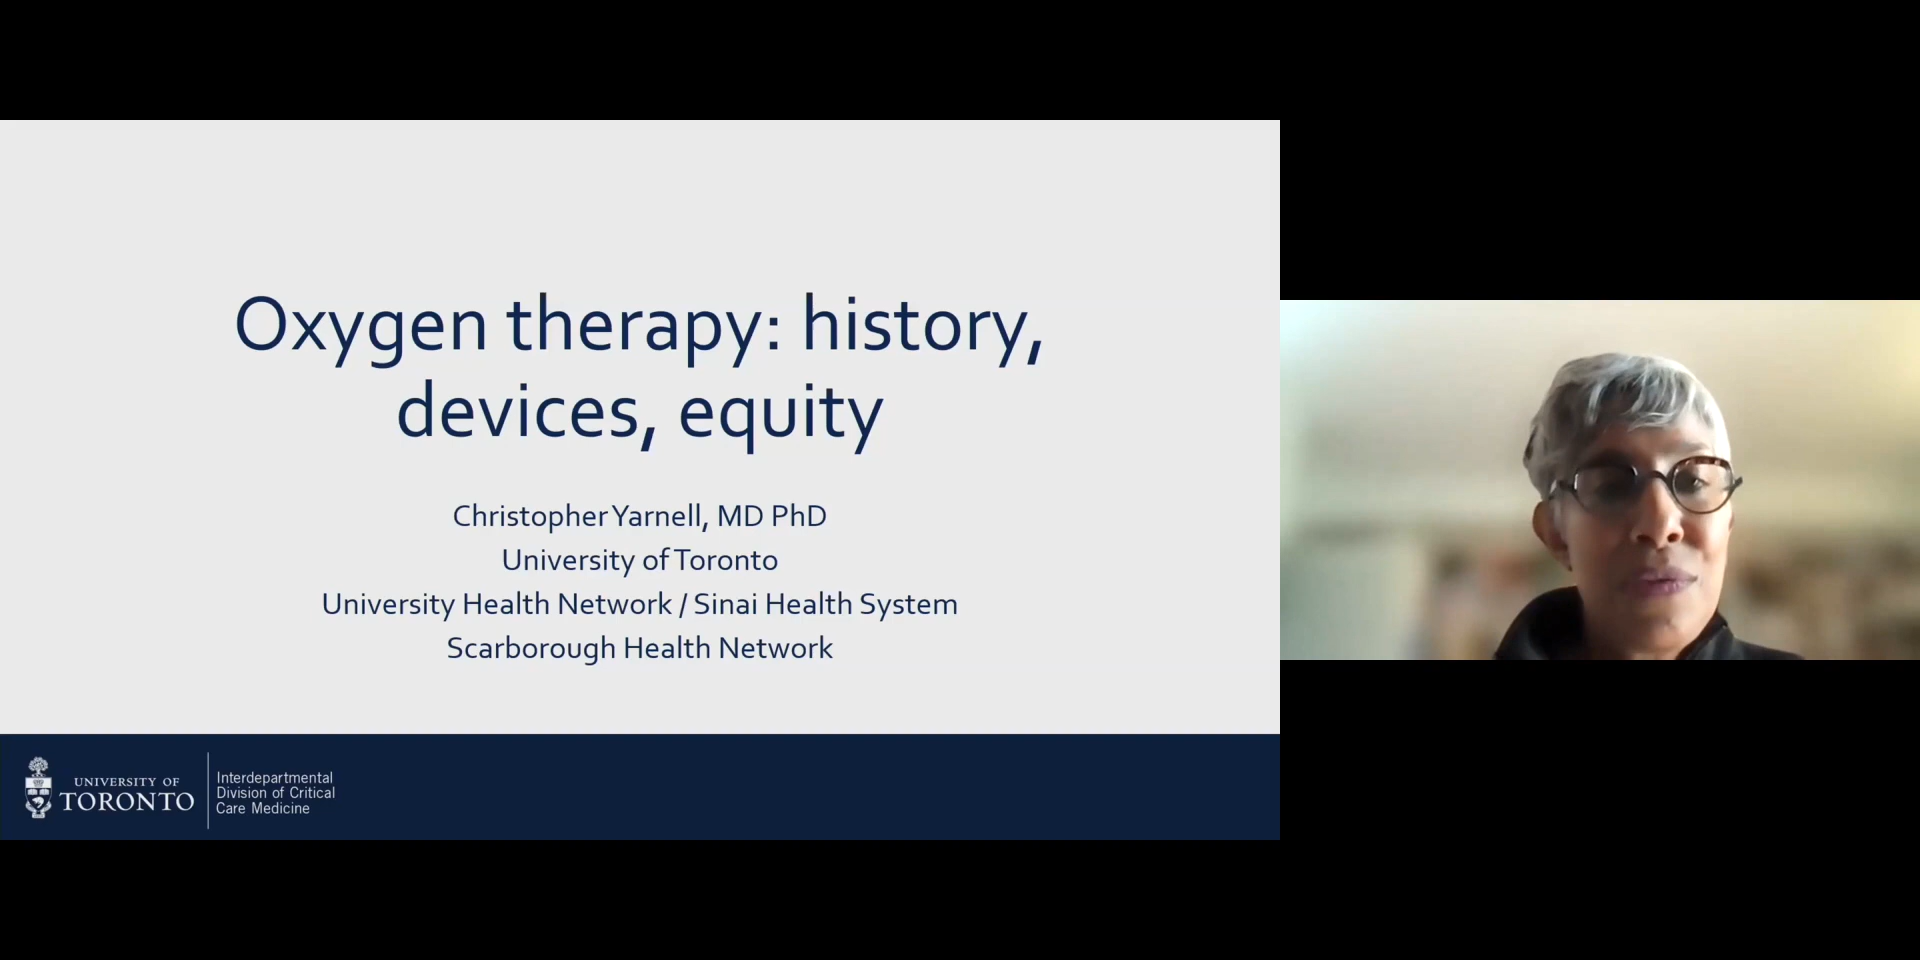 Oxygen therapy: history,
devices, equity
Christopher Yarnell, MD PhD
University of Toronto
University Health Network / Sinai Health System
Scarborough Health Network
UNIVERSITY OF
TORONTO
Interdepartmental
Division of Critical
Care Medicine